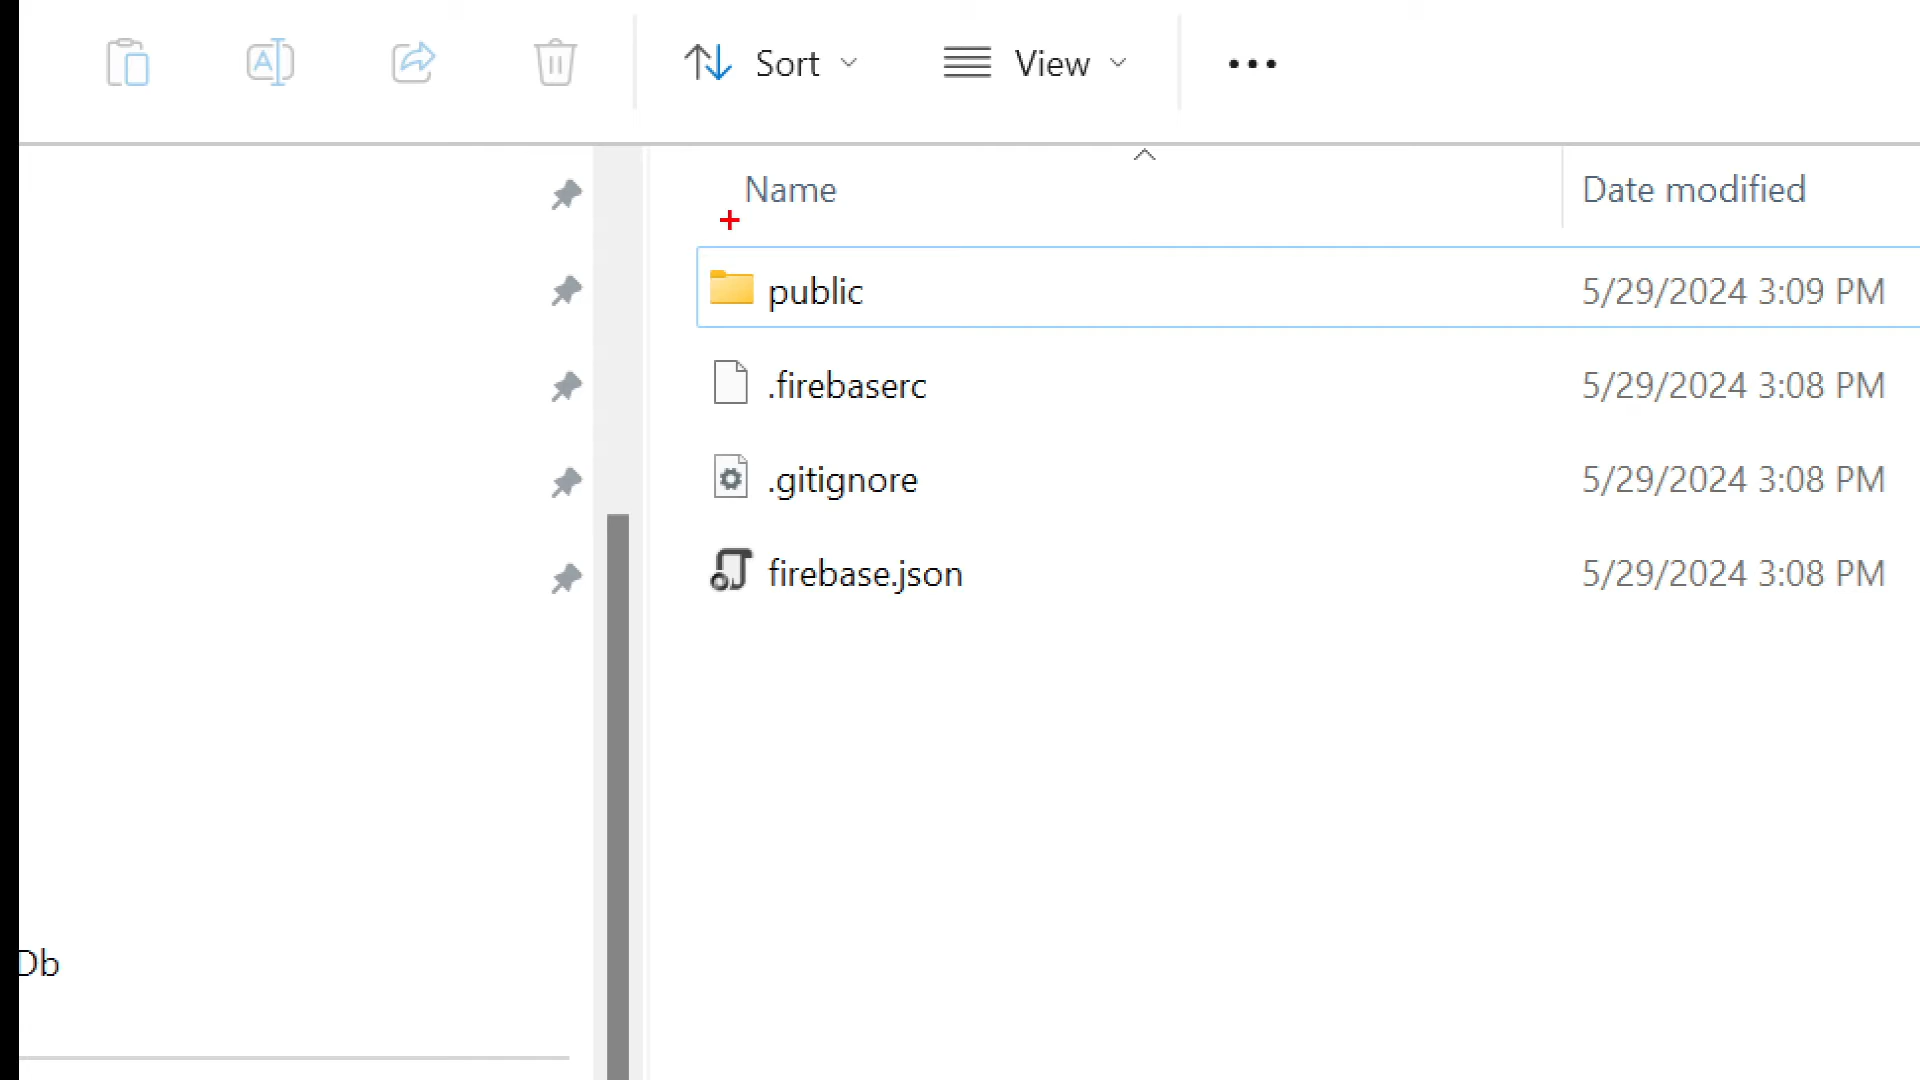 Sort View
Name Date modified
public 5/29/2024 3:09 PM
.firebaserc 5/29/2024 3:08 PM
.gitignore 5/29/2024 3:08 PM
firebase.json 5/29/2024 3:08 PM
Db